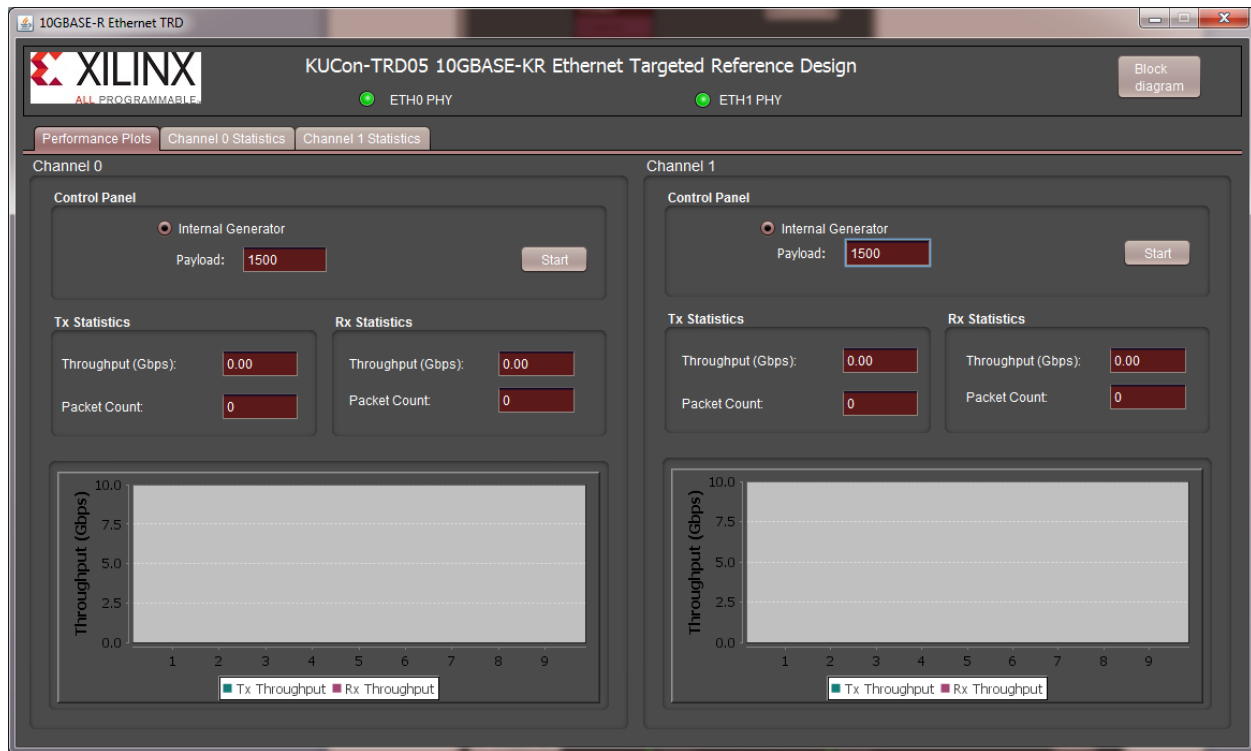 10GBASE-R Ethernet TRD
XILINX
ALL PROGRAMMABLE
KUCon-TRD05 10GBASE-KR Ethernet Targeted Reference Design
ETH0 PHY
ETH1 PHY
Block
diagram
Performance Plots
Channel 0 Statistics
Channel 1 Statistics
Channel 0
Control Panel
Internal Generator
Payload: 1500
Start
Tx Statistics
Throughput (Gbps): 0.00
Packet Count: 0
Rx Statistics
Throughput (Gbps): 0.00
Packet Count: 0
Throughput (Gbps)
10.0
7.5
5.0
2.5
0.0
1 2 3 4 5 6 7 8 9
Tx Throughput Rx Throughput
Channel 1
Control Panel
Internal Generator
Payload: 1500
Start
Tx Statistics
Throughput (Gbps): 0.00
Packet Count: 0
Rx Statistics
Throughput (Gbps): 0.00
Packet Count: 0
Throughput (Gbps)
10.0
7.5
5.0
2.5
0.0
1 2 3 4 5 6 7 8 9
Tx Throughput Rx Throughput